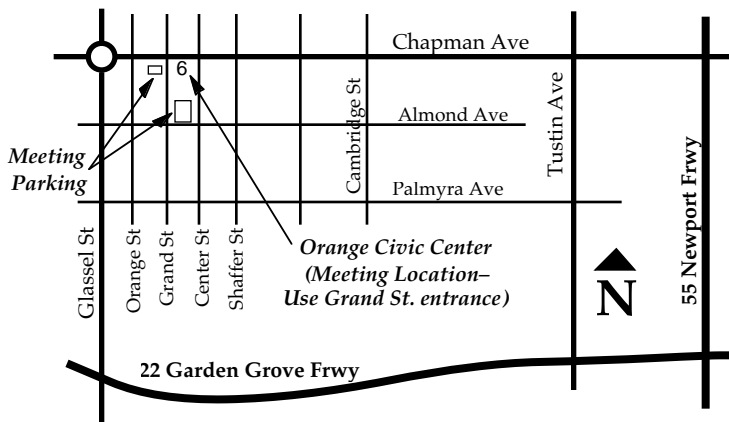 Chapman Ave
6
Almond Ave
Cambridge St
Tustin Ave
Meeting
Parking
Palmyra Ave
55 Newport Frwy
Glassel St
Orange St
Grand St
Center St
Shaffer St
Orange Civic Center
(Meeting Location–
Use Grand St. entrance)
N
22 Garden Grove Frwy